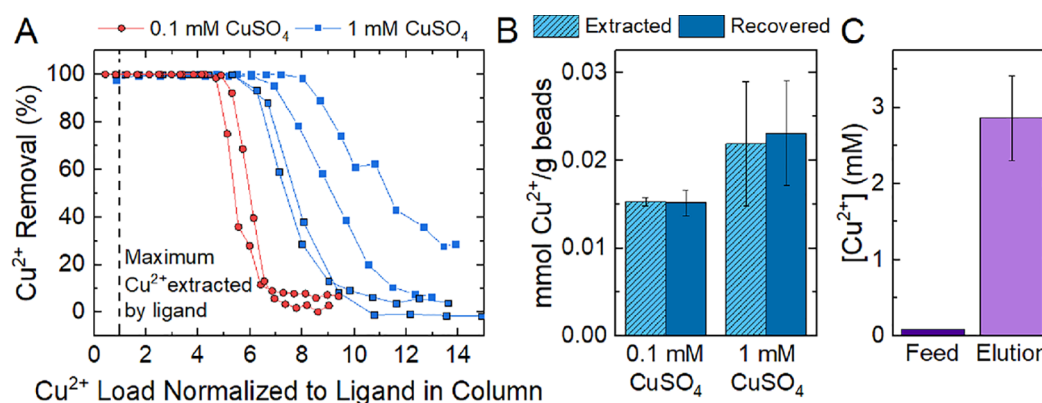 A
0.1 mM CuSO4
1 mM CuSO4
Cu2+ Removal (%)
100
80
60
40
20
0
Maximum
Cu2+extracted
by ligand
0 2 4 6 8 10 12 14
Cu2+ Load Normalized to Ligand in Column
B
Extracted
Recovered
mmol Cu2+/g beads
0.03
0.02
0.01
0.00
0.1 mM
CuSO4
1 mM
CuSO4
C
[Cu2+] (mM)
3
2
1
0
Feed Elution